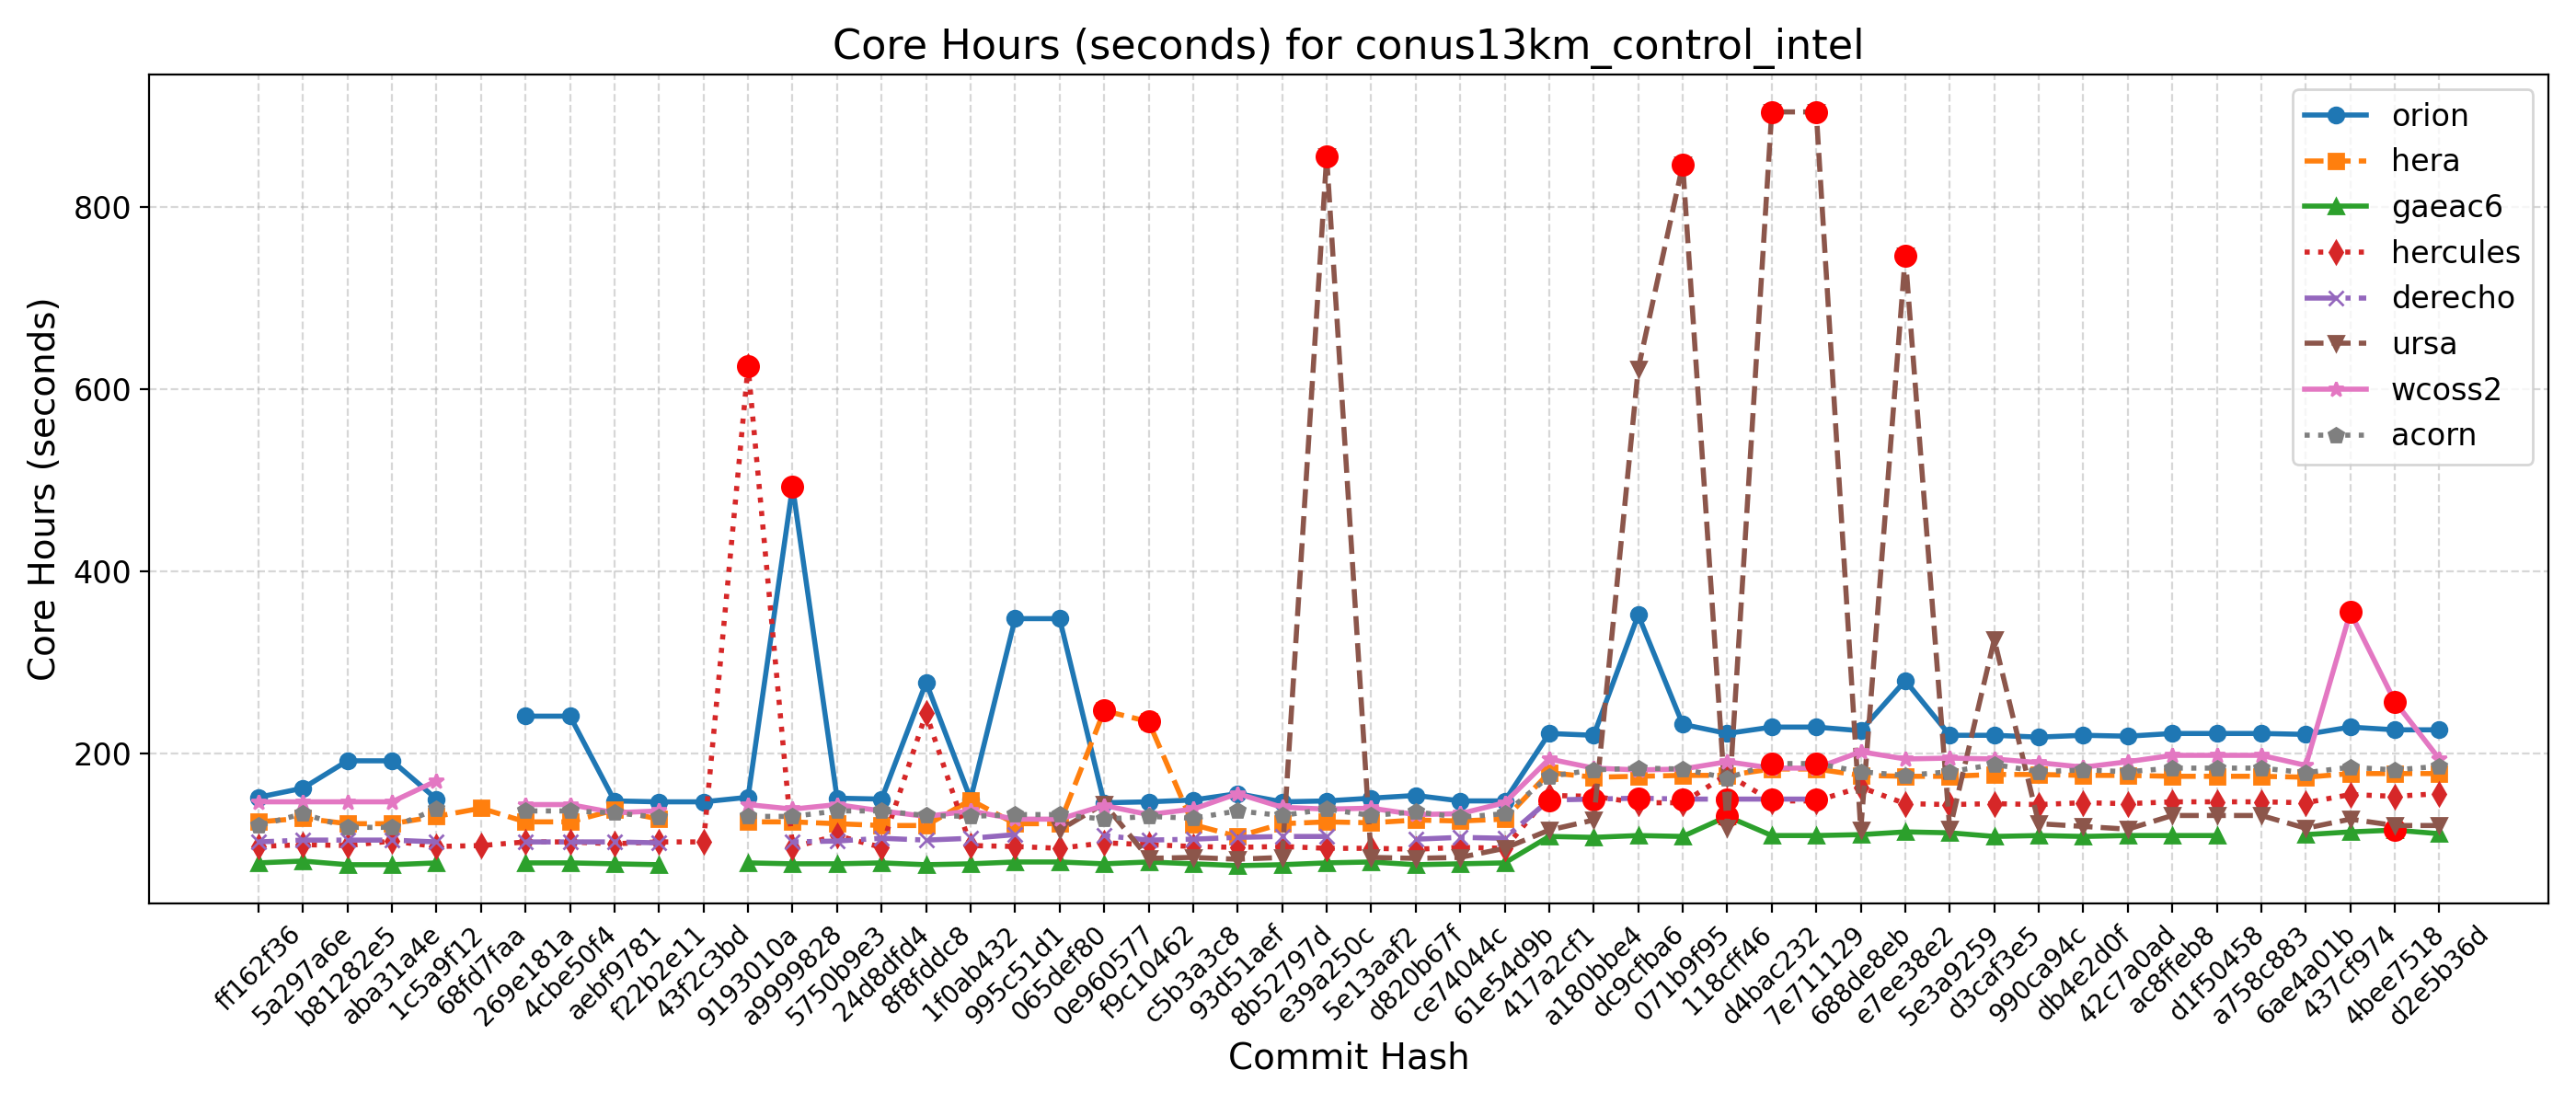 Core Hours (seconds) for conus13km_control_intel
Core Hours (seconds)
800
600
400
200
orion
hera
gaeac6
hercules
derecho
ursa
wcoss2
acorn
ff162f36
5a297a6e
b81282e5
aba31a4e
1c5a9f12
68fd7faa
269e181a
4cbe50f4
aebf9781
f22b2e11
43f2c3bd
9193010a
a9999828
5750b9e3
24d8dfd4
8f8fddc8
1f0ab432
995c51d1
065def80
0e960577
f9c10462
c5b3a3c8
93d51aef
8b52797d
e39a250c
5e13aaf2
d820b67f
ce74044c
61e54d9b
417a2cf1
a180bbe4
dc9cfba6
071b9f95
118cff46
d4bac232
7e711129
688de8eb
e7ee38e2
5e3a9259
d3caf3e5
990ca94c
db4e2d0f
42c7a0ad
ac8ffeb8
d1f50458
a758c883
6ae4a01b
437cf974
4bee7518
d2e5b36d
Commit Hash